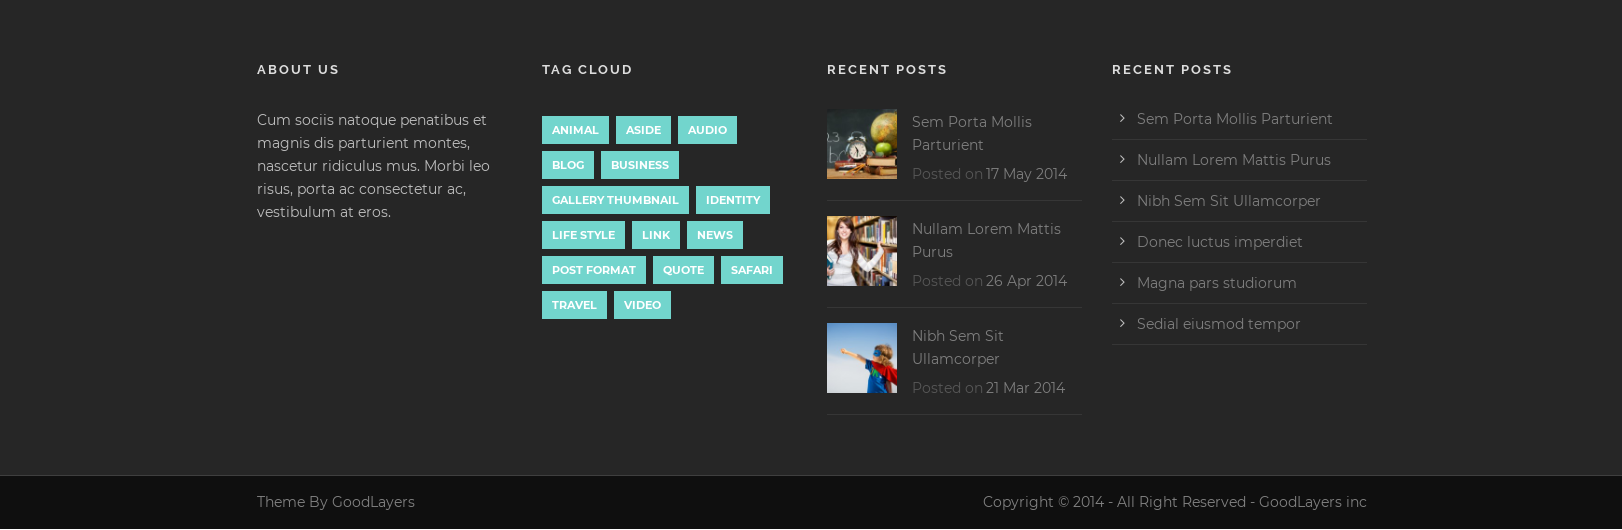 ABOUT US
Cum sociis natoque penatibus et
magnis dis parturient montes,
nascetur ridiculus mus. Morbi leo
risus, porta ac consectetur ac,
vestibulum at eros.
TAG CLOUD
ANIMAL ASIDE AUDIO
BLOG BUSINESS
GALLERY THUMBNAIL IDENTITY
LIFE STYLE LINK NEWS
POST FORMAT QUOTE SAFARI
TRAVEL VIDEO
RECENT POSTS
Sem Porta Mollis
Parturient
Posted on 17 May 2014
Nullam Lorem Mattis
Purus
Posted on 26 Apr 2014
Nibh Sem Sit
Ullamcorper
Posted on 21 Mar 2014
RECENT POSTS
Sem Porta Mollis Parturient
Nullam Lorem Mattis Purus
Nibh Sem Sit Ullamcorper
Donec luctus imperdiet
Magna pars studiorum
Sedial eiusmod tempor
Theme By GoodLayers
Copyright © 2014 - All Right Reserved - GoodLayers inc